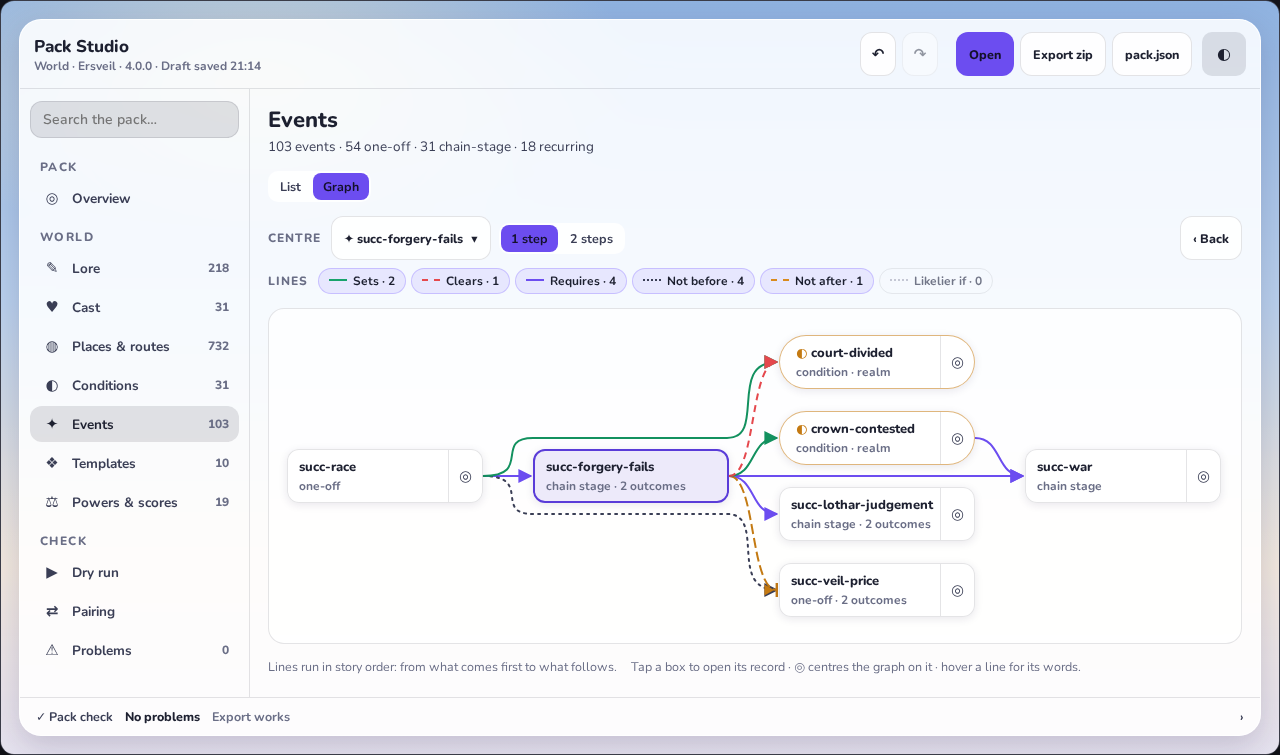 Pack Studio
World · Ersveil · 4.0.0 · Draft saved 21:14
↶
↷
Open
Export zip
pack.json
◐
Search the pack…
PACK
◎ Overview
WORLD
✎ Lore 218
♥ Cast 31
◍ Places & routes 732
◐ Conditions 31
✦ Events 103
❖ Templates 10
⚖ Powers & scores 19
CHECK
▶ Dry run
⇄ Pairing
⚠ Problems 0
Events
103 events · 54 one-off · 31 chain-stage · 18 recurring
List Graph
CENTRE ✦ succ-forgery-fails ▾ 1 step 2 steps ‹ Back
LINES Sets · 2 Clears · 1 Requires · 4 Not before · 4 Not after · 1 Likelier if · 0
succ-race
one-off
◎
succ-forgery-fails
chain stage · 2 outcomes
◐ court-divided
condition · realm
◎
◐ crown-contested
condition · realm
◎
succ-lothar-judgement
chain stage · 2 outcomes
◎
succ-veil-price
one-off · 2 outcomes
◎
succ-war
chain stage
◎
Lines run in story order: from what comes first to what follows. Tap a box to open its record · ◎ centres the graph on it · hover a line for its words.
✓ Pack check No problems Export works ›